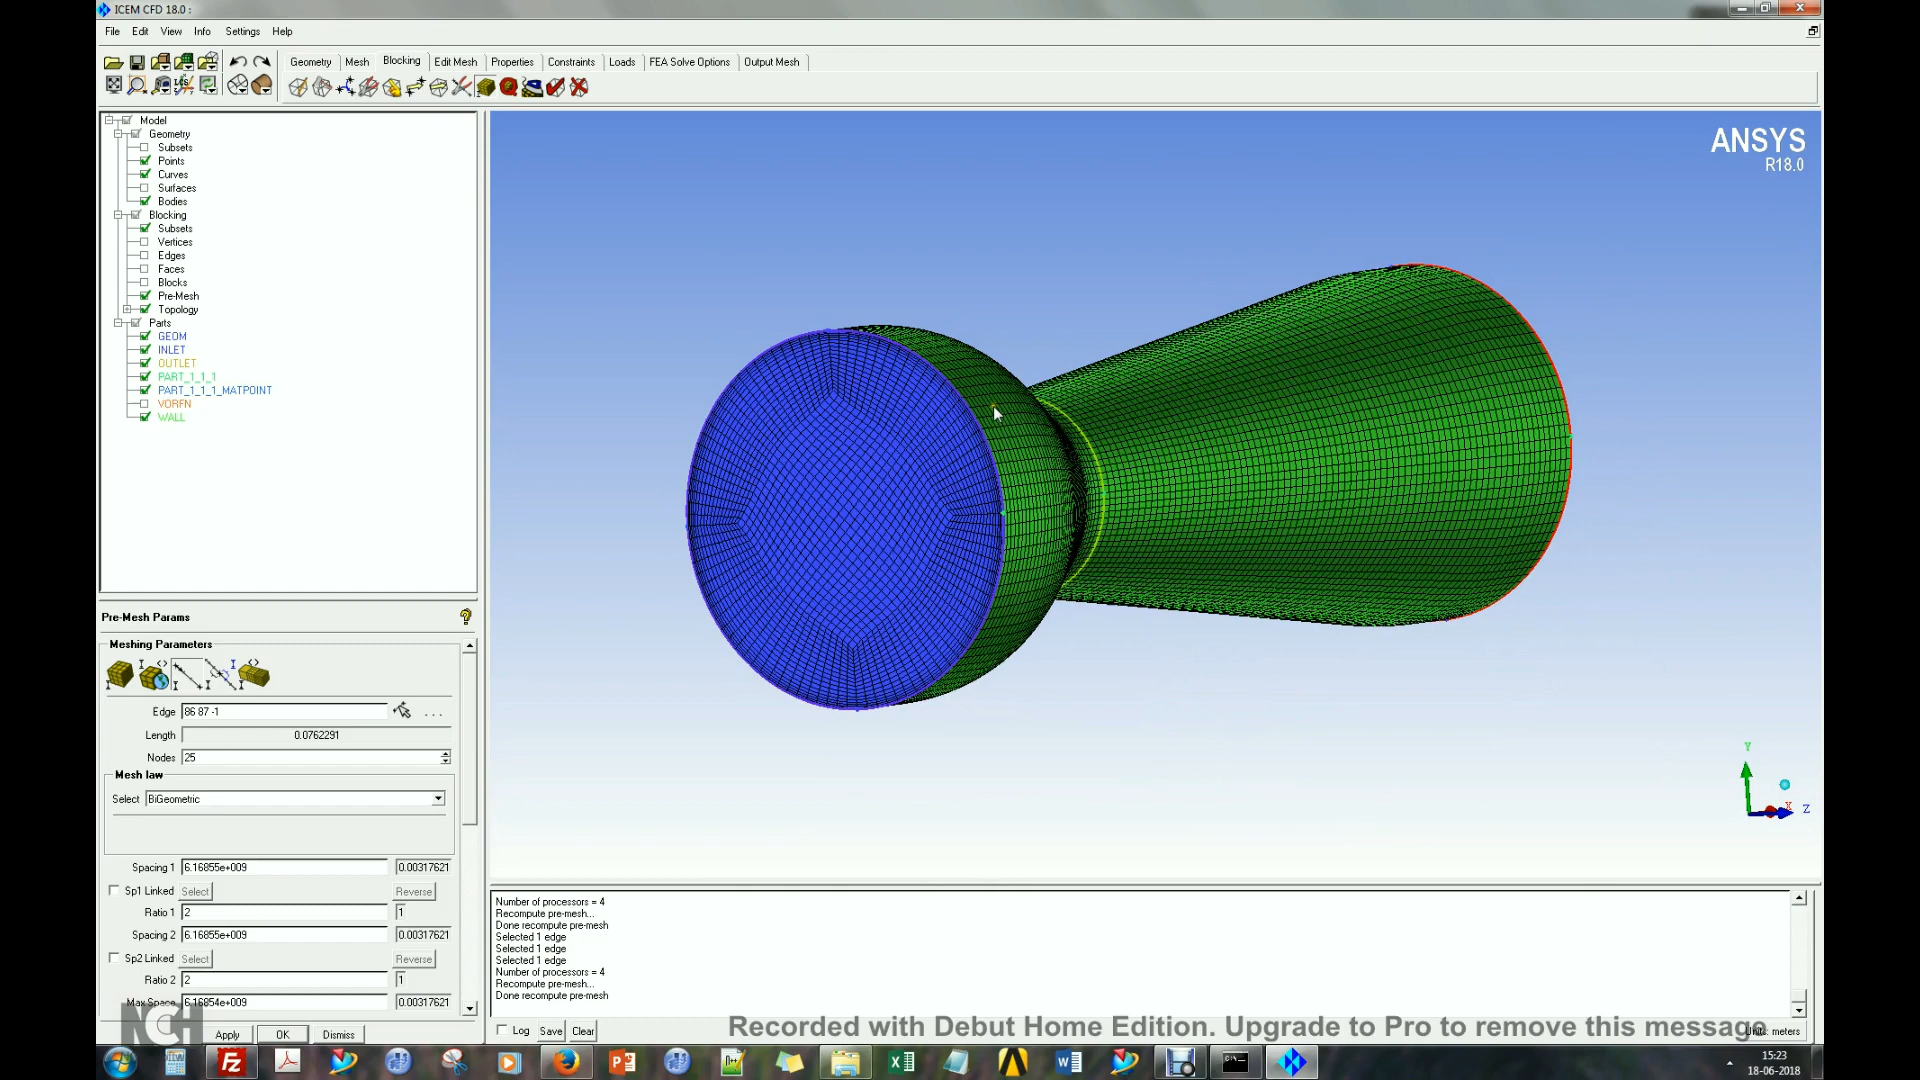 ICEM CFD 18.0 :
File Edit View Info Settings Help
Geometry Mesh Blocking Edit Mesh Properties Constraints Loads FEA Solve Options Output Mesh
Model
Geometry
Subsets
Points
Curves
Surfaces
Bodies
Blocking
Subsets
Vertices
Edges
Faces
Blocks
Pre-Mesh
Topology
Parts
GEOM
INLET
OUTLET
PART_1_1_1
PART_1_1_1_MATPOINT
VORFN
WALL
ANSYS
R18.0
Y
X
Z
Pre-Mesh Params
Meshing Parameters
Edge 86 87 -1 ...
Length 0.0762291
Nodes 25
Mesh law
Select BiGeometric
Spacing 1 6.16855e+009 0.00317621
Sp1 Linked Select Reverse
Ratio 1 2 1
Spacing 2 6.16855e+009 0.00317621
Sp2 Linked Select Reverse
Ratio 2 2 1
Max Space 6.16854e+009 0.00317621
Apply OK Dismiss
NCH
Number of processors = 4
Recompute pre-mesh...
Done recompute pre-mesh
Selected 1 edge
Selected 1 edge
Selected 1 edge
Number of processors = 4
Recompute pre-mesh...
Done recompute pre-mesh
Log Save Clear
Recorded with Debut Home Edition. Upgrade to Pro to remove this message
Units: meters
15:23
18-06-2018